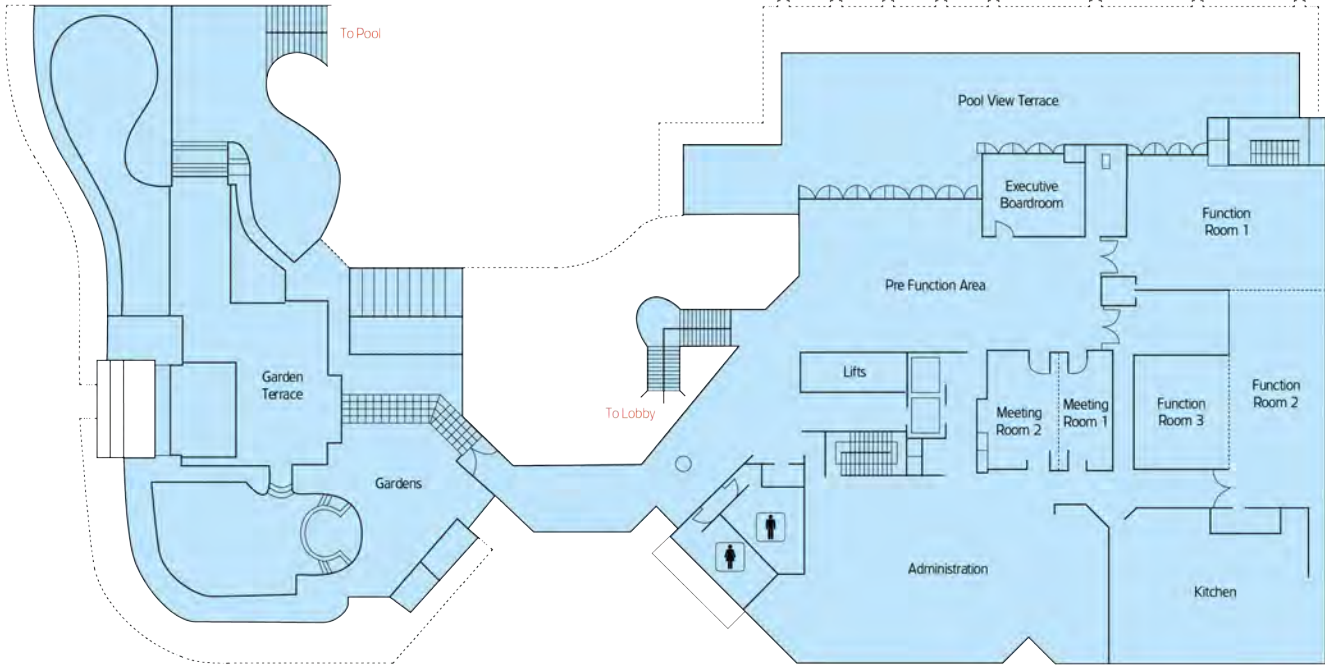 To Pool
Pool View Terrace
Executive
Boardroom
Function
Room 1
Pre Function Area
Lifts
Garden
Terrace
To Lobby
Meeting
Room 2
Meeting
Room 1
Function
Room 3
Function
Room 2
Gardens
Administration
Kitchen